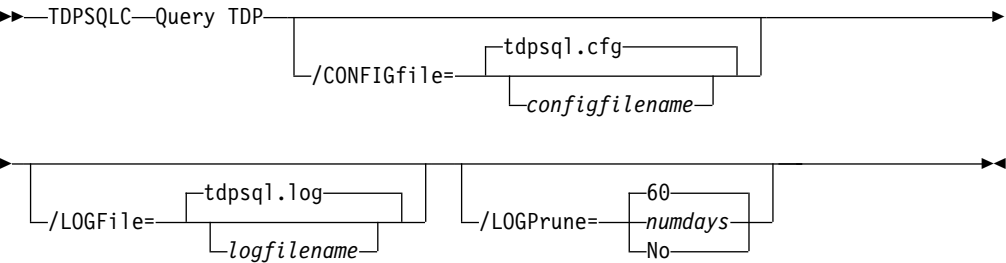 TDPSQLC Query TDP
tdpsql.cfg
/CONFIGfile=
configfilename
tdpsql.log
/LOGFile=
logfilename
60
/LOGPrune=
numdays
No